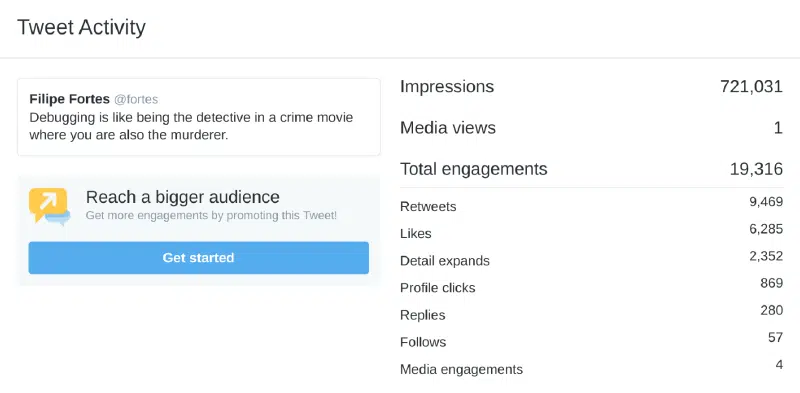 Tweet Activity
Filipe Fortes @fortes
Debugging is like being the detective in a crime movie
where you are also the murderer.
Reach a bigger audience
Get more engagements by promoting this Tweet!
Get started
Impressions 721,031
Media views 1
Total engagements 19,316
Retweets 9,469
Likes 6,285
Detail expands 2,352
Profile clicks 869
Replies 280
Follows 57
Media engagements 4